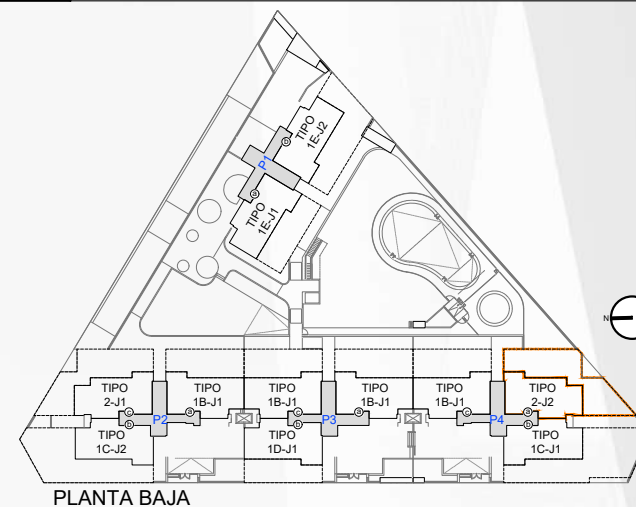 TIPO
1E-J2
b
P1
a
TIPO
1E-J1
N
TIPO
2-J1
TIPO
1B-J1
TIPO
1B-J1
TIPO
1B-J1
TIPO
1B-J1
TIPO
2-J2
c
P2
a
c
P3
a
c
P4
a
b
b
b
TIPO
1C-J2
TIPO
1D-J1
TIPO
1C-J1
PLANTA BAJA